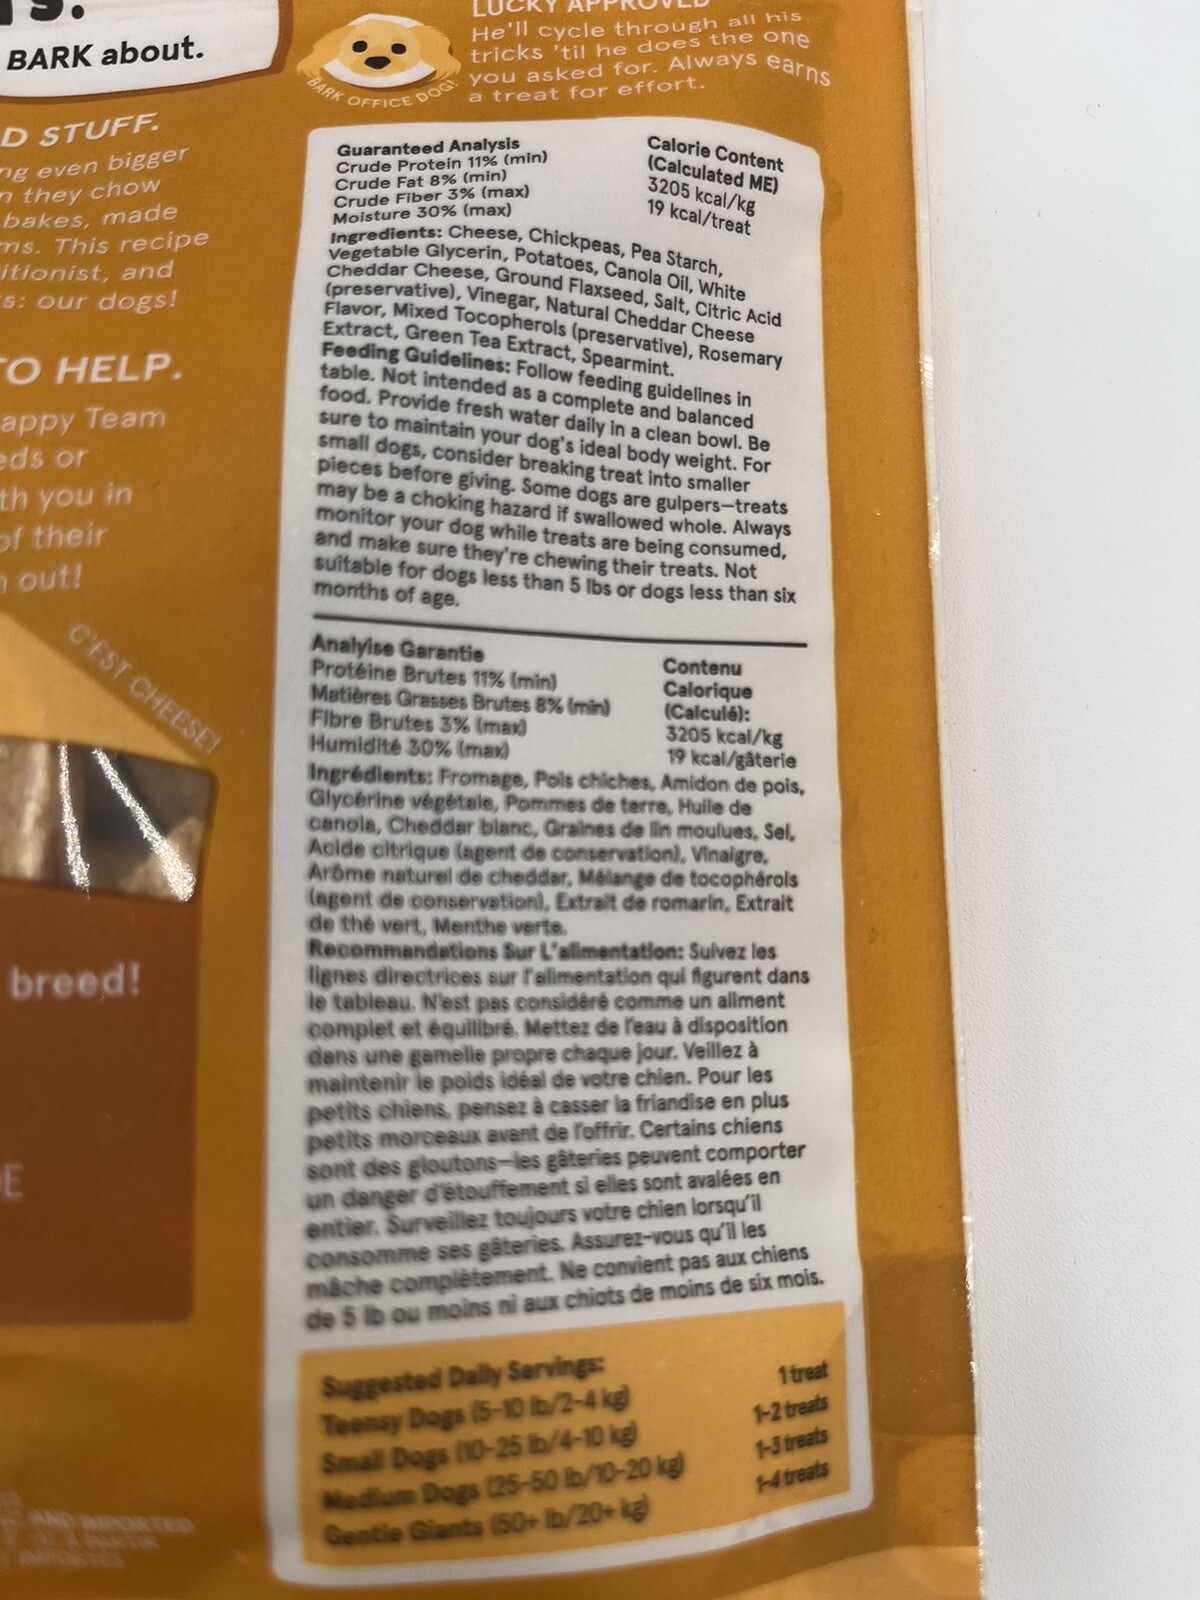 BARK about.
D STUFF.
ng even bigger
n they chow
bakes, made
ms. This recipe
itionist, and
s: our dogs!
TO HELP.
appy Team
eds or
th you in
of their
n out!
C'EST CHEESE!
breed!
BARK OFFICE DOG!
LUCKY APPROVED
He'll cycle through all his
tricks 'til he does the one
you asked for. Always earns
a treat for effort.
Guaranteed Analysis
Crude Protein 11% (min)
Crude Fat 8% (min)
Crude Fiber 3% (max)
Moisture 30% (max)
Calorie Content
(Calculated ME)
3205 kcal/kg
19 kcal/treat
Ingredients: Cheese, Chickpeas, Pea Starch,
Vegetable Glycerin, Potatoes, Canola Oil, White
Cheddar Cheese, Ground Flaxseed, Salt, Citric Acid
(preservative), Vinegar, Natural Cheddar Cheese
Flavor, Mixed Tocopherols (preservative), Rosemary
Extract, Green Tea Extract, Spearmint.
Feeding Guidelines: Follow feeding guidelines in
table. Not intended as a complete and balanced
food. Provide fresh water daily in a clean bowl. Be
sure to maintain your dog's ideal body weight. For
small dogs, consider breaking treat into smaller
pieces before giving. Some dogs are gulpers—treats
may be a choking hazard if swallowed whole. Always
monitor your dog while treats are being consumed,
and make sure they're chewing their treats. Not
suitable for dogs less than 5 lbs or dogs less than six
months of age.
Analyise Garantie
Protéine Brutes 11% (min)
Matières Grasses Brutes 8% (min)
Fibre Brutes 3% (max)
Humidité 30% (max)
Contenu
Calorique
(Calculé):
3205 kcal/kg
19 kcal/gâterie
Ingrédients: Fromage, Pois chiches, Amidon de pois,
Glycérine végétale, Pommes de terre, Huile de
canola, Cheddar blanc, Graines de lin moulues, Sel,
Acide citrique (agent de conservation), Vinaigre,
Arôme naturel de cheddar, Mélange de tocophérols
(agent de conservation), Extrait de romarin, Extrait
de thé vert, Menthe verte.
Recommandations Sur L'alimentation: Suivez les
lignes directrices sur l'alimentation qui figurent dans
le tableau. N'est pas considéré comme un aliment
complet et équilibré. Mettez de l'eau à disposition
dans une gamelle propre chaque jour. Veillez à
maintenir le poids idéal de votre chien. Pour les
petits chiens, pensez à casser la friandise en plus
petits morceaux avant de l'offrir. Certains chiens
sont des gloutons—les gâteries peuvent comporter
un danger d'étouffement si elles sont avalées en
entier. Surveillez toujours votre chien lorsqu'il
consomme ses gâteries. Assurez-vous qu'il les
mâche complètement. Ne convient pas aux chiens
de 5 lb ou moins ni aux chiots de moins de six mois.
Suggested Daily Servings:
Teensy Dogs (5-10 lb/2-4 kg) 1 treat
Small Dogs (10-25 lb/4-10 kg) 1-2 treats
Medium Dogs (25-50 lb/10-20 kg) 1-3 treats
Gentle Giants (50+ lb/20+ kg) 1-4 treats
AND IMPORTED